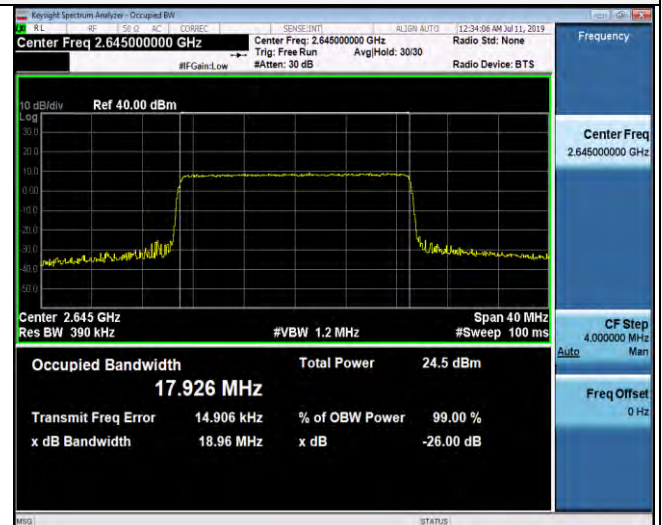 Keysight Spectrum Analyzer - Occupied BW
RL RF 50 Ω AC CORREC SENSE:INT ALIGN AUTO 12:34:06 AM Jul 11, 2019
Center Freq 2.645000000 GHz
Center Freq: 2.645000000 GHz
Radio Std: None
Trig: Free Run Avg|Hold: 30/30
#IFGain:Low
#Atten: 30 dB
Radio Device: BTS
10 dB/div Ref 40.00 dBm
Log
30.0
20.0
10.0
0.00
-10.0
-20.0
-30.0
-40.0
-50.0
Center 2.645 GHz Span 40 MHz
Res BW 390 kHz #VBW 1.2 MHz #Sweep 100 ms
Occupied Bandwidth Total Power 24.5 dBm
17.926 MHz
Transmit Freq Error 14.906 kHz % of OBW Power 99.00 %
x dB Bandwidth 18.96 MHz x dB -26.00 dB
MSG STATUS
Frequency
Center Freq
2.645000000 GHz
CF Step
4.000000 MHz
Auto Man
Freq Offset
0 Hz